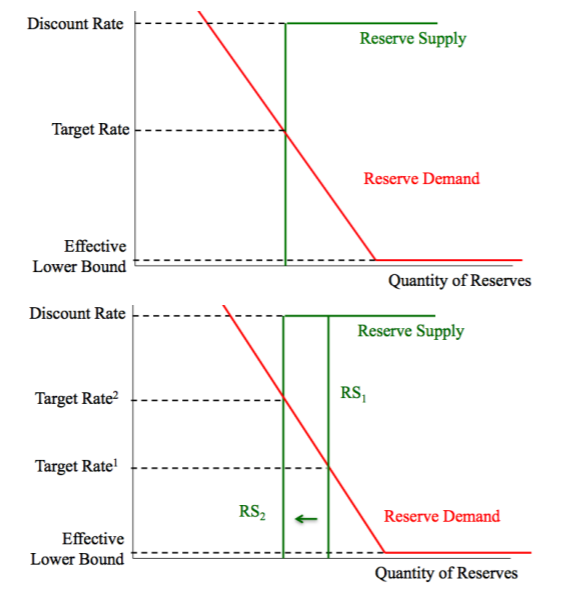 Discount Rate
Reserve Supply
Target Rate
Reserve Demand
Effective
Lower Bound
Quantity of Reserves
Discount Rate
Reserve Supply
Target Rate²
RS₁
Target Rate¹
RS₂
Reserve Demand
Effective
Lower Bound
Quantity of Reserves